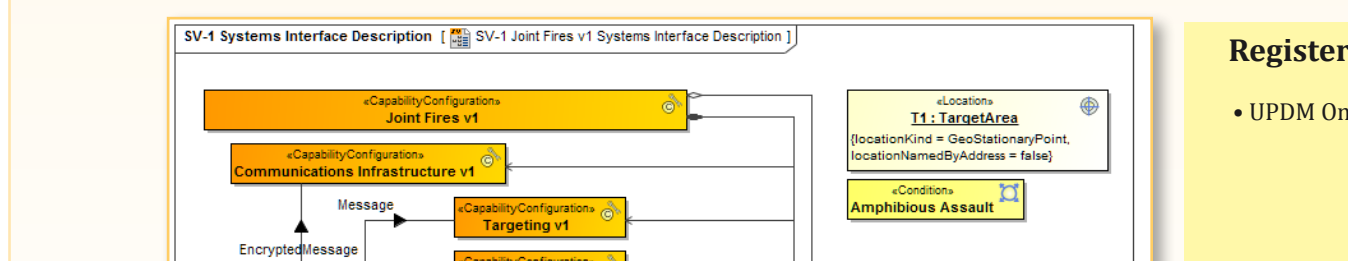 SV-1 Systems Interface Description [ SV-1 Joint Fires v1 Systems Interface Description ]
«CapabilityConfiguration»
Joint Fires v1
«CapabilityConfiguration»
Communications Infrastructure v1
Message
«CapabilityConfiguration»
Targeting v1
EncryptedMessage
«CapabilityConfiguration»
«Location»
T1 : TargetArea
{locationKind = GeoStationaryPoint,
locationNamedByAddress = false}
«Condition»
Amphibious Assault
Register
• UPDM On